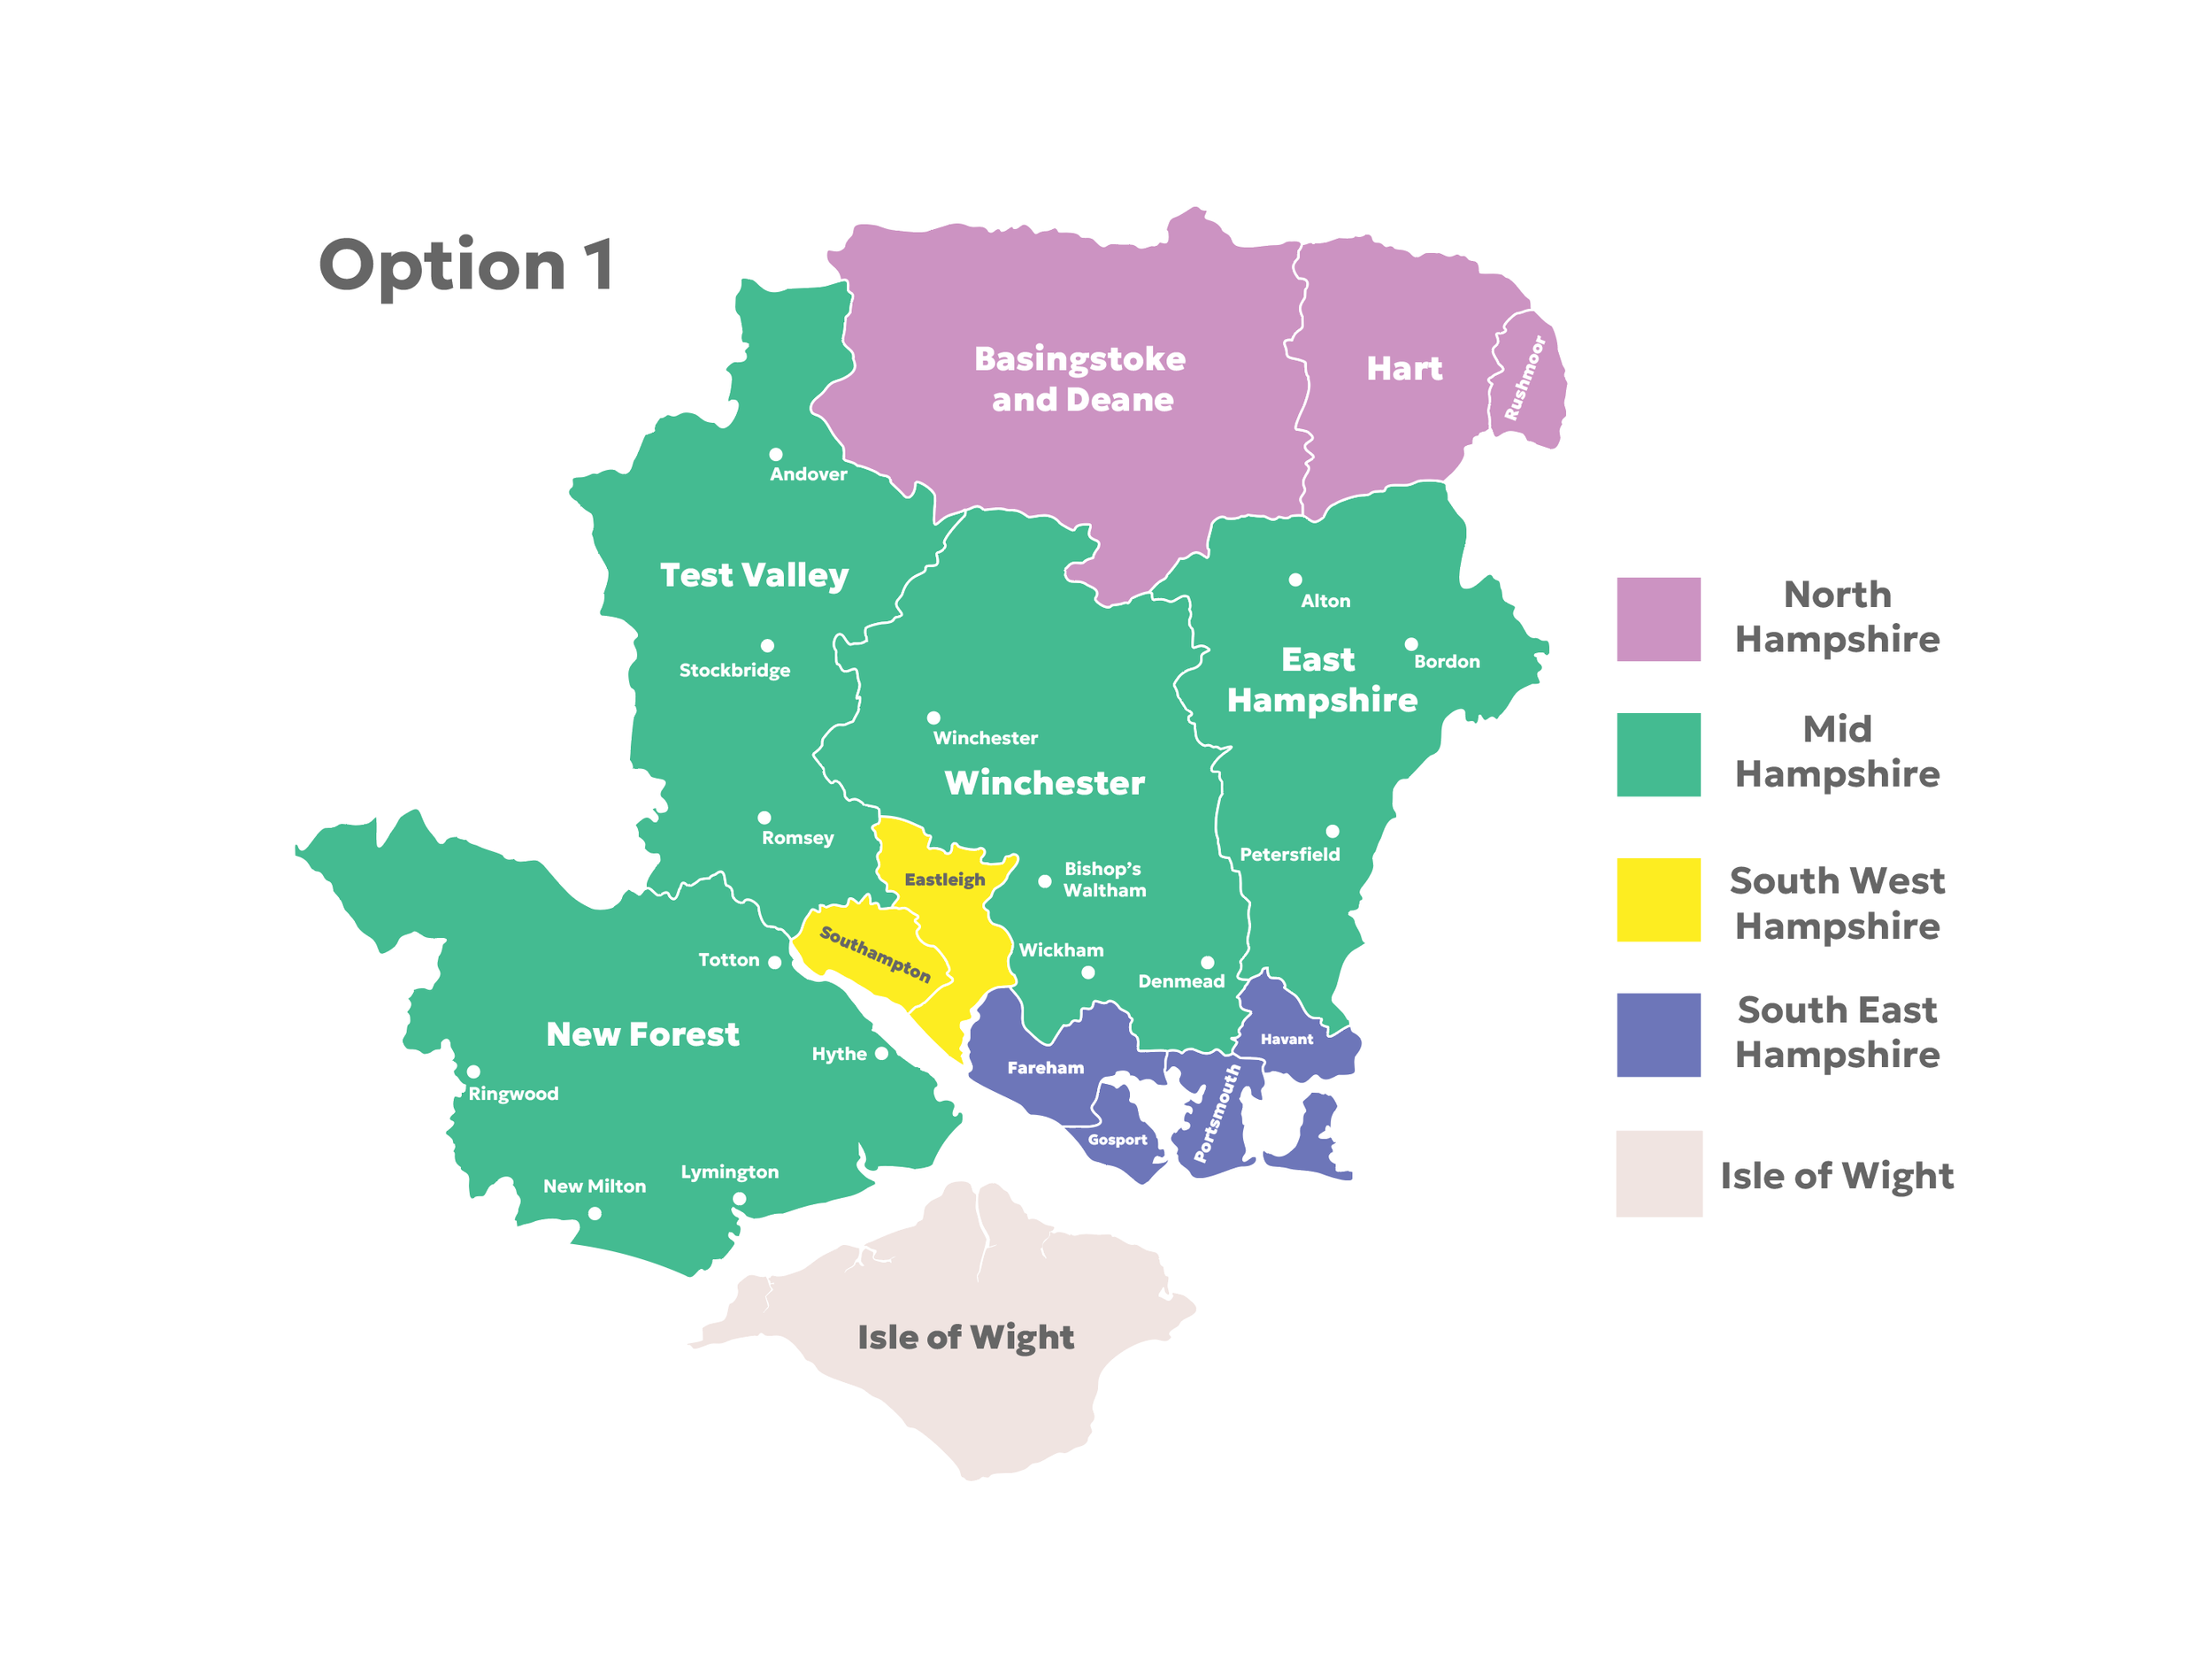 Option 1
Basingstoke
and Deane
Hart
Rushmoor
Andover
Test Valley
Stockbridge
Alton
East
Hampshire
Bordon
Winchester
Winchester
Romsey
Petersfield
Eastleigh
Bishop's
Waltham
Southampton
Wickham
Totton
Denmead
New Forest
Hythe
Havant
Fareham
Ringwood
Portsmouth
Gosport
Lymington
New Milton
Isle of Wight
North
Hampshire
Mid
Hampshire
South West
Hampshire
South East
Hampshire
Isle of Wight